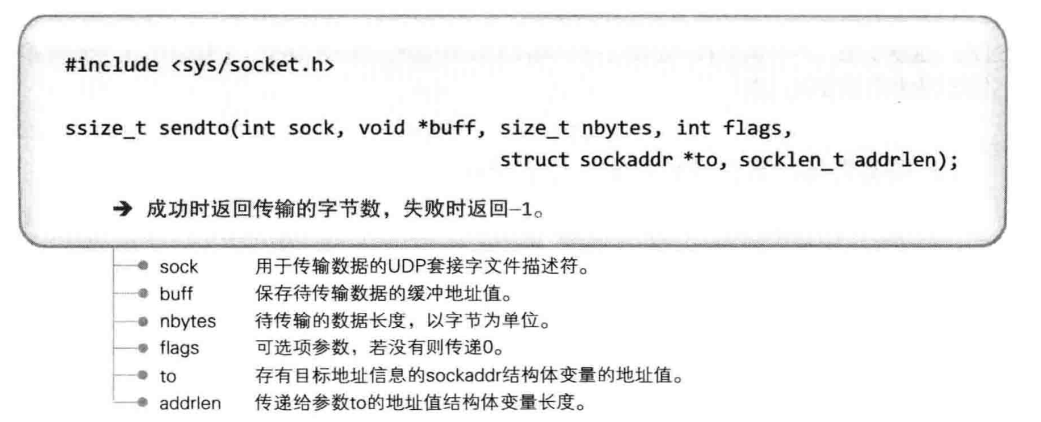 #include <sys/socket.h>
ssize_t sendto(int sock, void *buff, size_t nbytes, int flags,
struct sockaddr *to, socklen_t addrlen);
➔ 成功时返回传输的字节数，失败时返回–1。
sock 用于传输数据的UDP套接字文件描述符。
buff 保存待传输数据的缓冲地址值。
nbytes 待传输的数据长度，以字节为单位。
flags 可选项参数，若没有则传递0。
to 存有目标地址信息的sockaddr结构体变量的地址值。
addrlen 传递给参数to的地址值结构体变量长度。